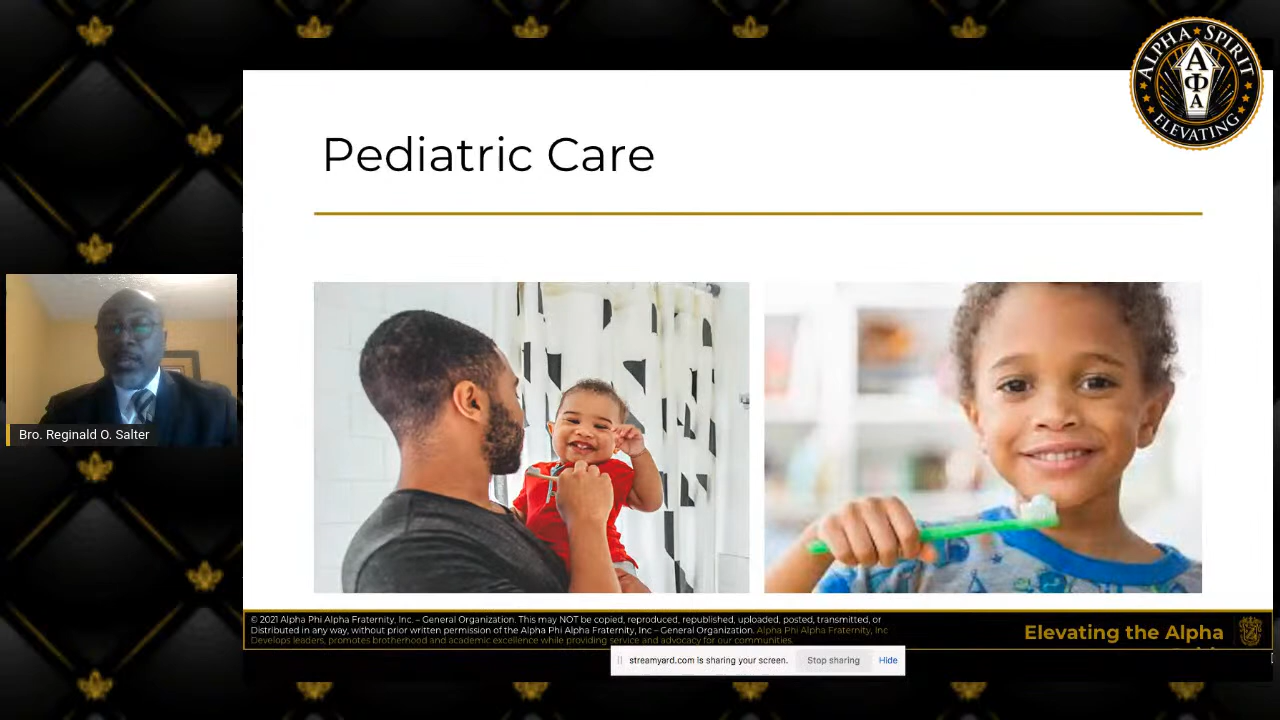 ALPHA ★ SPIRIT
Α
Φ
Α
ELEVATING
Pediatric Care
Bro. Reginald O. Salter
© 2021 Alpha Phi Alpha Fraternity, Inc. – General Organization. This may NOT be copied, reproduced, republished, uploaded, posted, transmitted, or
Distributed in any way, without prior written permission of the Alpha Phi Alpha Fraternity, Inc – General Organization. Alpha Phi Alpha Fraternity, Inc
Develops leaders, promotes brotherhood and academic excellence while providing service and advocacy for our communities.
Elevating the Alpha
streamyard.com is sharing your screen.
Stop sharing
Hide